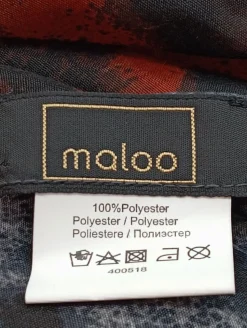 maloo
100%Polyester
Polyester / Polyester
Poliestere / Полиэстер
400518